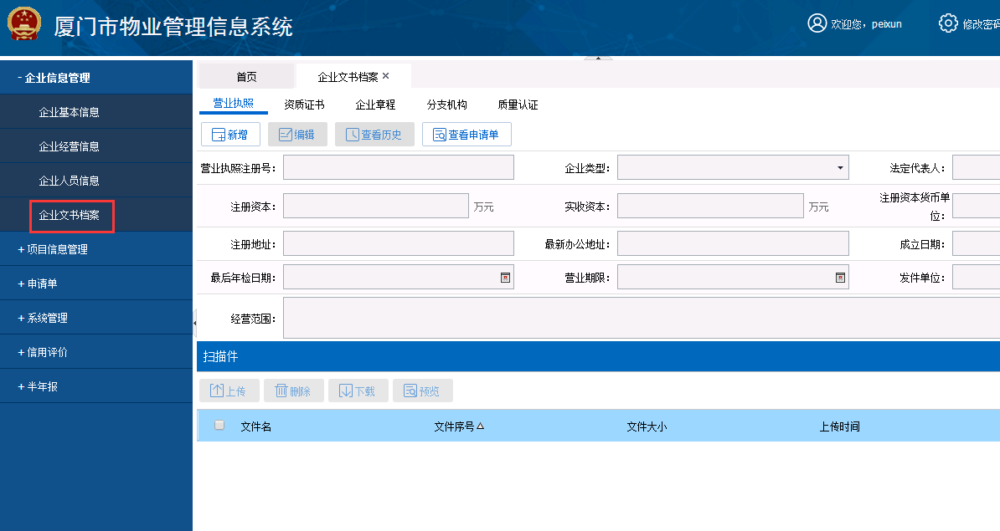 厦门市物业管理信息系统
欢迎您，peixun
修改密码
- 企业信息管理
企业基本信息
企业经营信息
企业人员信息
企业文书档案
+ 项目信息管理
+ 申请单
+ 系统管理
+ 信用评价
+ 半年报
首页 企业文书档案 ×
营业执照 资质证书 企业章程 分支机构 质量认证
新增 编辑 查看历史 查看申请单
营业执照注册号： 企业类型： 法定代表人：
注册资本： 万元 实收资本： 万元 注册资本货币单
位：
注册地址： 最新办公地址： 成立日期：
最后年检日期： 营业期限： 发件单位：
经营范围：
扫描件
上传 删除 下载 预览
文件名 文件序号△ 文件大小 上传时间